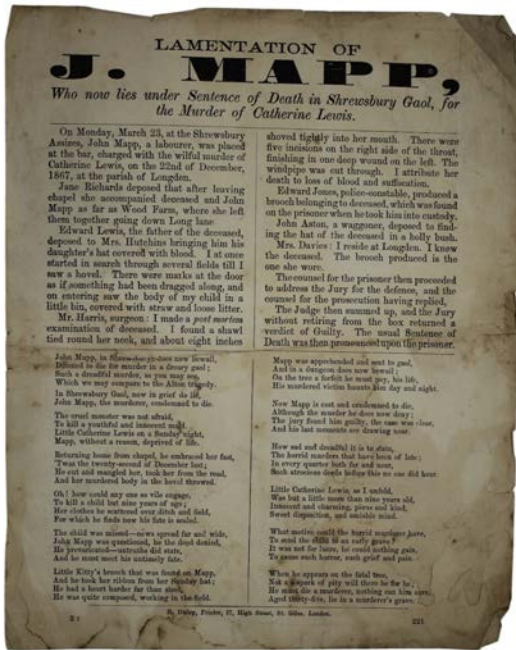 LAMENTATION OF
J. MAPP,
Who now lies under Sentence of Death in Shrewsbury Gaol, for
the Murder of Catherine Lewis.
On Monday, March 23, at the Shrewsbury
Assizes, John Mapp, a labourer, was placed
at the bar, charged with the wilful murder of
Catherine Lewis, on the 22nd of December,
1867, at the parish of Longden.
Jane Richards deposed that after leaving
chapel she accompanied deceased and John
Mapp as far as Wood Farm, where she left
them together going down Long lane
Edward Lewis, the father of the deceased,
deposed to Mrs. Hutchins bringing him his
daughter's hat covered with blood. I at once
started in search through several fields till I
saw a hovel. There were marks at the door
as if something had been dragged along, and
on entering saw the body of my child in a
little bin, covered with straw and loose litter.
Mr. Harris, surgeon: I made a post mortem
examination of deceased. I found a shawl
tied round her neck, and about eight inches
shoved tightly into her mouth. There were
five incisions on the right side of the throat,
finishing in one deep wound on the left. The
windpipe was cut through. I attribute her
death to loss of blood and suffocation.
Edward Jones, police-constable, produced a
brooch belonging to deceased, which was found
on the prisoner when he took him into custody.
John Aston, a waggoner, deposed to find-
ing the hat of the deceased in a holly bush.
Mrs. Davies: I reside at Longden. I knew
the deceased. The brooch produced is the
one she wore.
The counsel for the prisoner then proceeded
to address the Jury for the defence, and the
counsel for the prosecution having replied,
The Judge then summed up, and the Jury
without retiring from the box returned a
verdict of Guilty. The usual Sentence of
Death was then pronounced upon the prisoner.
John Mapp, in Shrewsbury does now bewail,
Doomed to die for murder in a dreary gaol;
Such a dreadful murder, as you may see,
Which we may compare to the Alton tragedy.
In Shrewsbury Gaol, now in grief do lie,
John Mapp, the murderer, condemned to die.
The cruel monster was not afraid,
To kill a youthful and innocent maid,
Little Catherine Lewis on a Sunday night,
Mapp, without a reason, deprived of life.
Returning home from chapel, he embraced her fast,
'Twas the twenty-second of December last;
He cut and mangled her, took her from the road,
And her murdered body in the hovel throwed.
Oh! how could any one so vile engage,
To kill a child but nine years of age;
Her clothes he scattered over ditch and field,
For which he finds now his fate is sealed.
The child was missed—news spread far and wide,
John Mapp was questioned, he the deed denied,
He prevaricated—untruths did state,
And he must meet his untimely fate.
Little Kitty's broach that was found on Mapp,
And he took her ribbon from her Sunday hat;
He had a heart harder far than steel,
He was quite composed, working in the field.
Mapp was apprehended and sent to gaol,
And in a dungeon does now bewail;
On the tree a forfeit he must pay, his life,
His murdered victim haunts him day and night.
Now Mapp is cast and condemned to die,
Although the murder he does now deny;
The jury found him guilty, the case was clear,
And his last moments are drawing near.
How sad and dreadful it is to state,
The horrid murders that have been of late;
In every quarter both far and near,
Such atrocious deeds before this no one did hear.
Little Catherine Lewis, as I unfold,
Was but a little more than nine years old,
Innocent and charming, pious and kind,
Sweet disposition, and amiable mind.
What motive could the horrid murderer have,
To send the child to an early grave;
It was not for lucre, he could nothing gain,
To cause such horror, such grief and pain.
When he appears on the fatal tree,
Not a spark of pity will there be for he;
He must die a murderer, nothing can him save,
Aged thirty-five, lie in a murderer's grave.
H. Disley, Printer, 57, High Street, St. Giles, London.
221